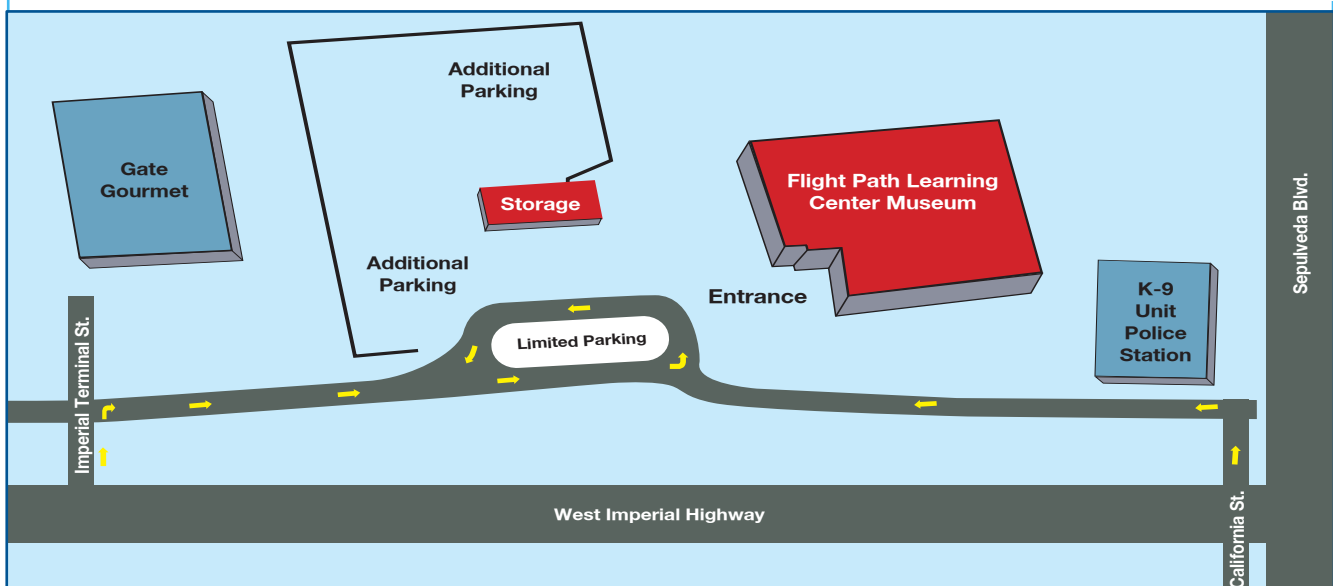 Additional
Parking
Gate
Gourmet
Flight Path Learning
Center Museum
Storage
Sepulveda Blvd.
Additional
Parking
Entrance
K-9
Unit
Police
Station
Limited Parking
Imperial Terminal St.
West Imperial Highway
California St.